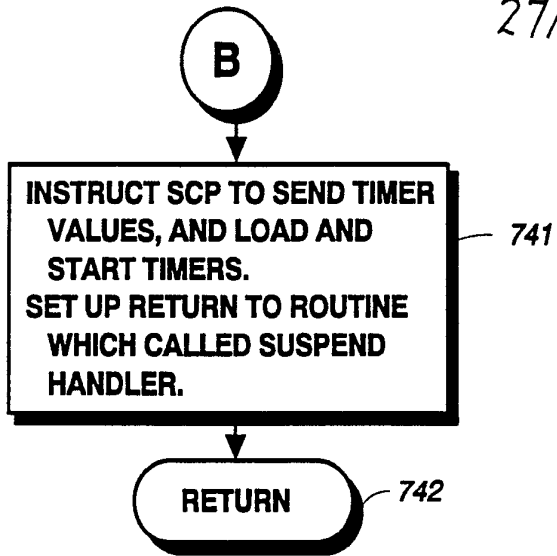 27/
B
INSTRUCT SCP TO SEND TIMER
VALUES, AND LOAD AND
START TIMERS.
SET UP RETURN TO ROUTINE
WHICH CALLED SUSPEND
HANDLER.
741
RETURN
742